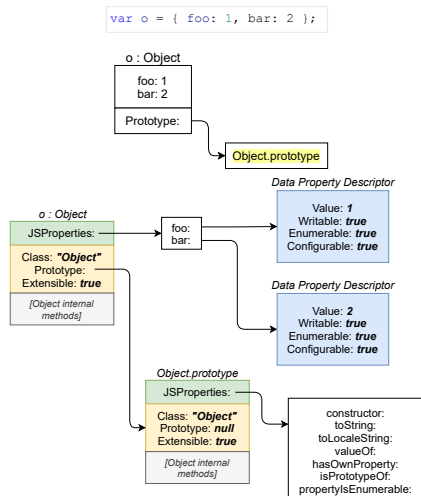 var o = { foo: 1, bar: 2 };
o : Object
foo: 1
bar: 2
Prototype:
Object.prototype
Data Property Descriptor
Value: 1
Writable: true
Enumerable: true
Configurable: true
o : Object
JSProperties:
foo:
bar:
Class: "Object"
Prototype:
Extensible: true
[Object internal
methods]
Data Property Descriptor
Value: 2
Writable: true
Enumerable: true
Configurable: true
Object.prototype
JSProperties:
Class: "Object"
Prototype: null
Extensible: true
[Object internal
methods]
constructor:
toString:
toLocaleString:
valueOf:
hasOwnProperty:
isPrototypeOf:
propertyIsEnumerable: